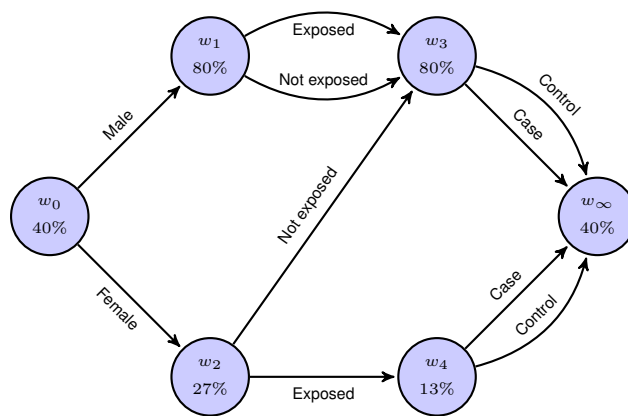 w₁
80%
Exposed
Not exposed
w₃
80%
Control
Case
Male
w₀
40%
Not exposed
w∞
40%
Female
Case
Control
w₂
27%
Exposed
w₄
13%